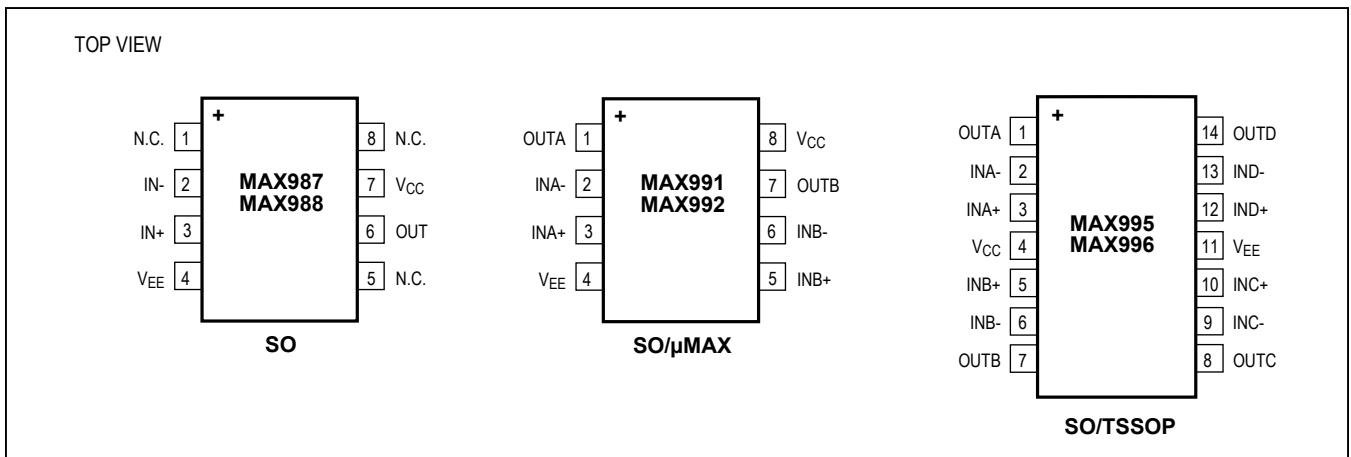 TOP VIEW
+
N.C. 1 8 N.C.
IN- 2 7 VCC
IN+ 3 6 OUT
VEE 4 5 N.C.
MAX987
MAX988
SO
+
OUTA 1 8 VCC
INA- 2 7 OUTB
INA+ 3 6 INB-
VEE 4 5 INB+
MAX991
MAX992
SO/µMAX
+
OUTA 1 14 OUTD
INA- 2 13 IND-
INA+ 3 12 IND+
VCC 4 11 VEE
INB+ 5 10 INC+
INB- 6 9 INC-
OUTB 7 8 OUTC
MAX995
MAX996
SO/TSSOP